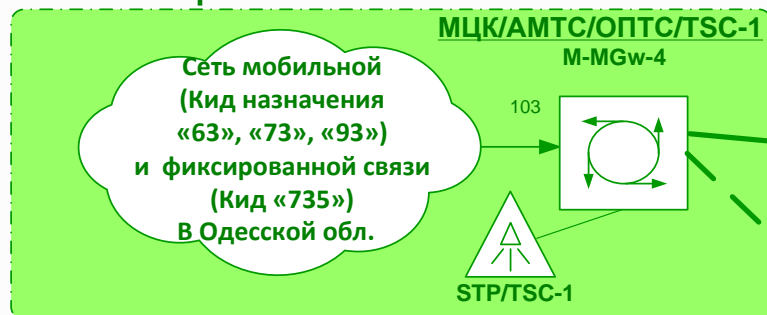 МЦК/АМТС/ОПТС/TSC-1
M-MGw-4
Сеть мобильной
(Кид назначения
«63», «73», «93»)
и фиксированной связи
(Кид «735»)
В Одесской обл.
103
STP/TSC-1